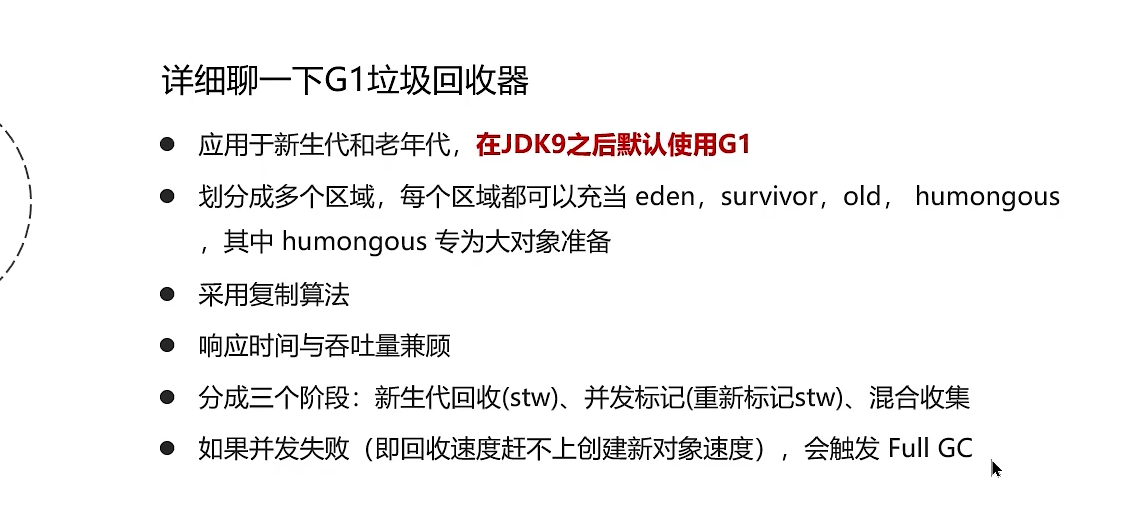 详细聊一下G1垃圾回收器
● 应用于新生代和老年代，在JDK9之后默认使用G1
● 划分成多个区域，每个区域都可以充当 eden，survivor，old， humongous
，其中 humongous 专为大对象准备
● 采用复制算法
● 响应时间与吞吐量兼顾
● 分成三个阶段：新生代回收(stw)、并发标记(重新标记stw)、混合收集
● 如果并发失败（即回收速度赶不上创建新对象速度），会触发 Full GC